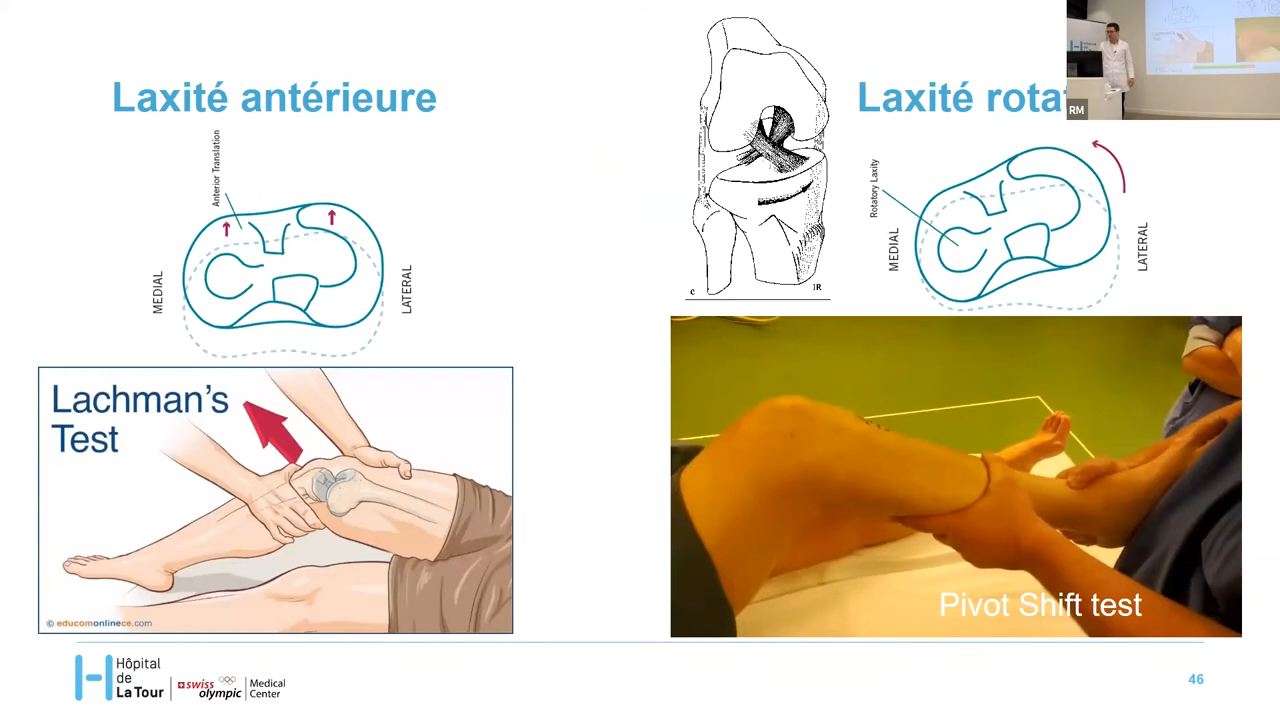 Laxité antérieure
Anterior Translation
MEDIAL
LATERAL
Lachman's
Test
© educomonlinece.com
c
IR
Laxité rota
RM
Rotatory Laxity
MEDIAL
LATERAL
Pivot Shift test
Hôpital
de
La Tour
swiss
olympic
Medical
Center
46